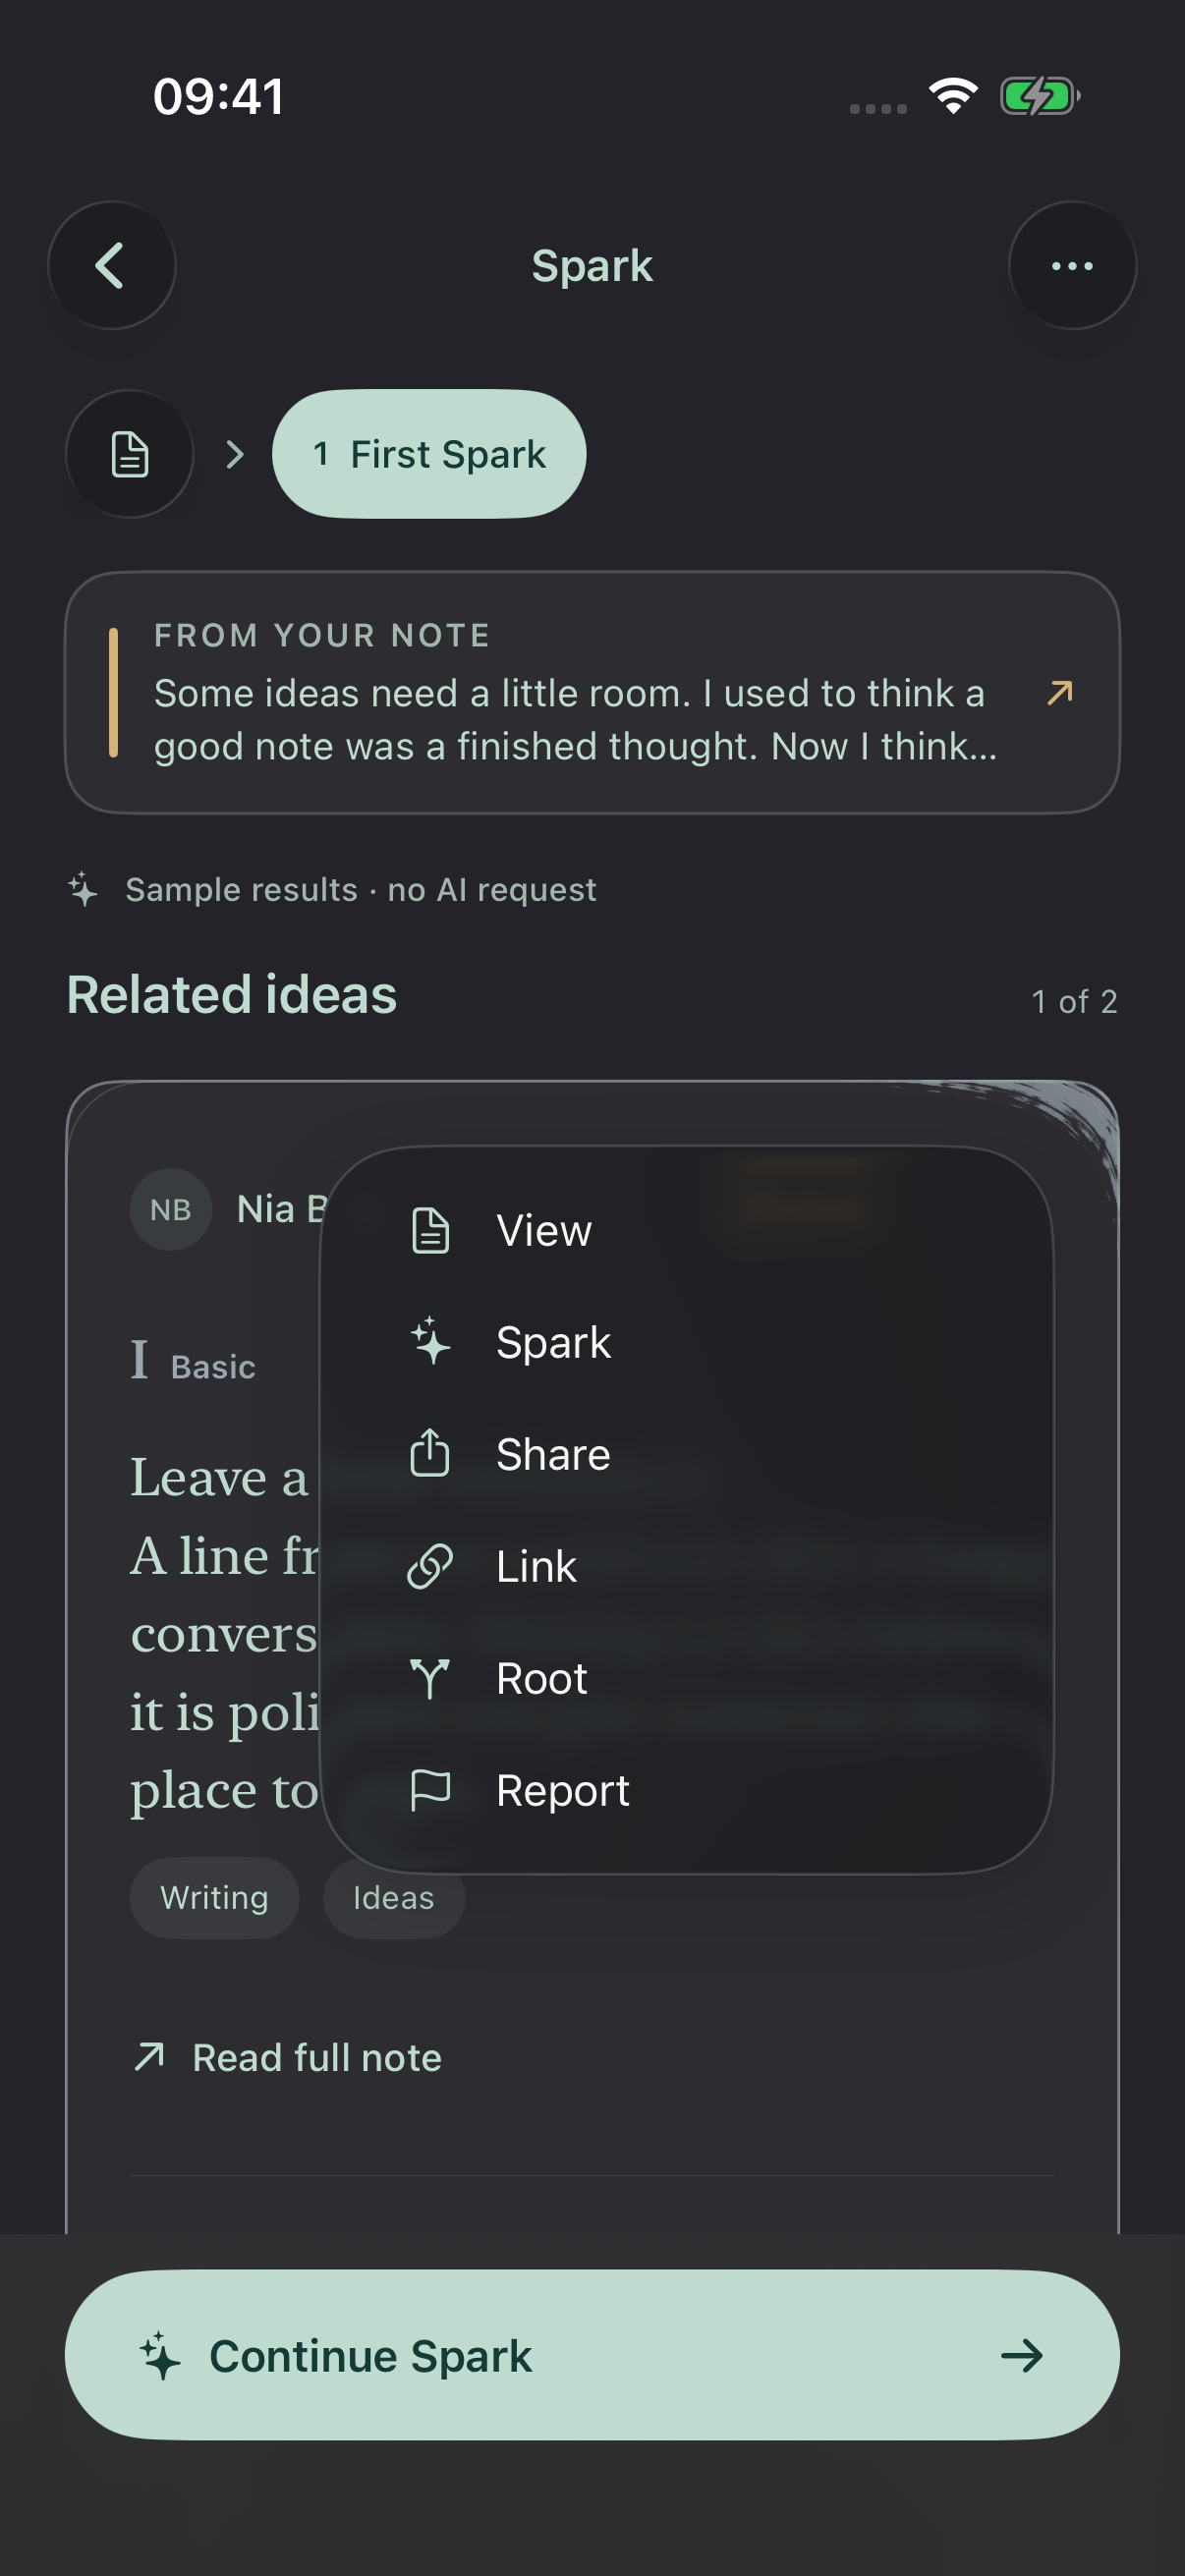 09:41
Spark
1 First Spark
FROM YOUR NOTE
Some ideas need a little room. I used to think a
good note was a finished thought. Now I think...
Sample results · no AI request
Related ideas
1 of 2
NB
Nia B
View
I Basic
Spark
Leave a
Share
A line fr
Link
convers
Root
it is poli
Report
place to
Writing
Ideas
Read full note
Continue Spark